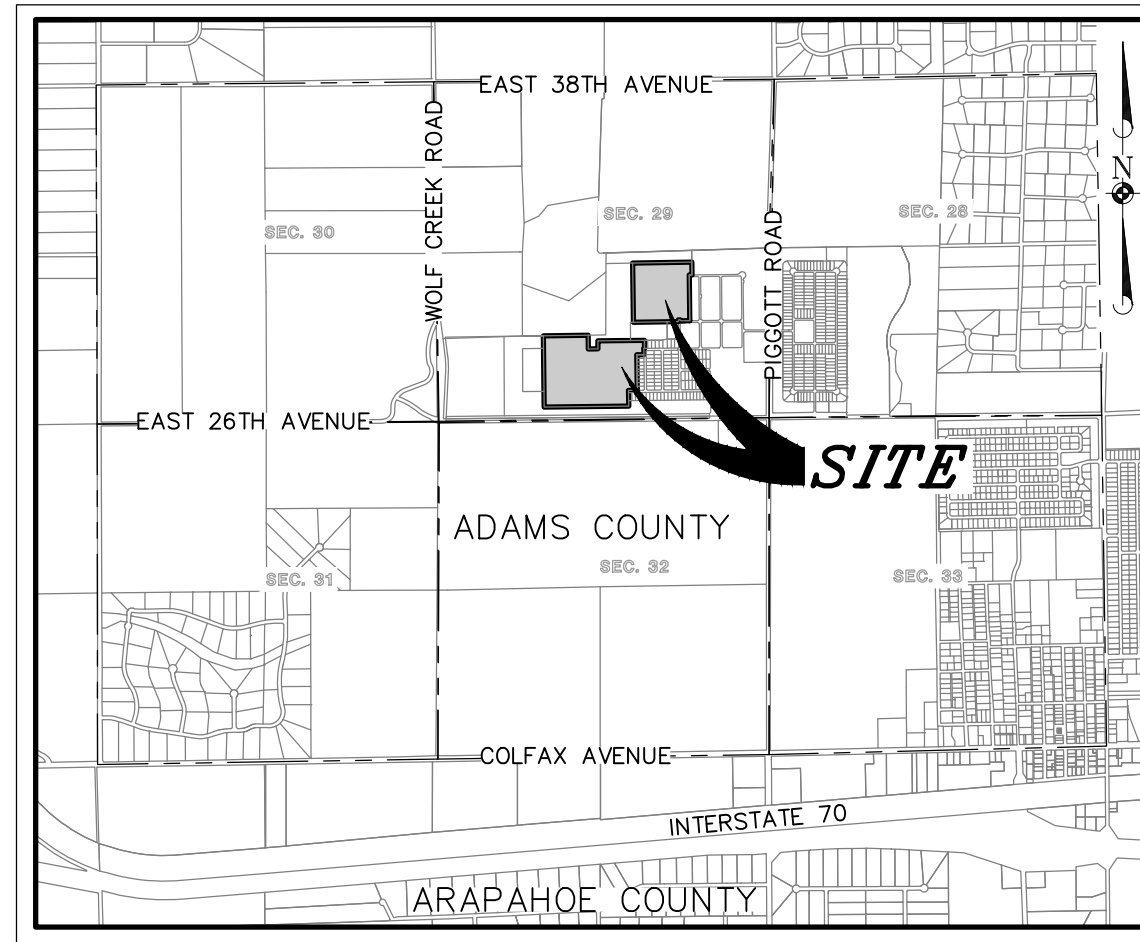 EAST 38TH AVENUE
WOLF CREEK ROAD
N
SEC. 29
SEC. 28
SEC. 30
PIGGOTT ROAD
EAST 26TH AVENUE
SITE
ADAMS COUNTY
SEC. 32
SEC. 31
SEC. 33
COLFAX AVENUE
INTERSTATE 70
ARAPAHOE COUNTY